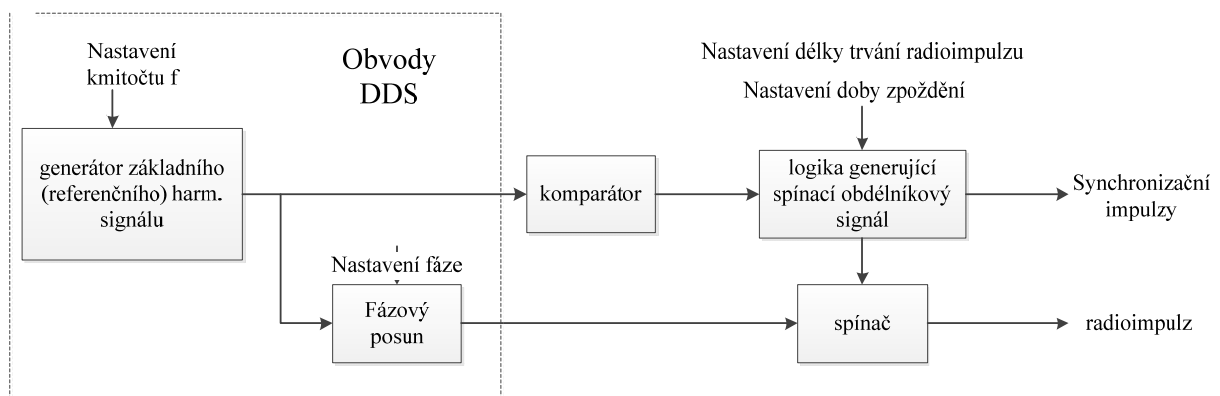 Nastavení
kmitočtu f
Obvody
DDS
Nastavení délky trvání radioimpulzu
Nastavení doby zpoždění
generátor základního
(referenčního) harm.
signálu
komparátor
logika generující
spínací obdélníkový
signál
Synchronizační
impulzy
Nastavení fáze
Fázový
posun
spínač
radioimpulz